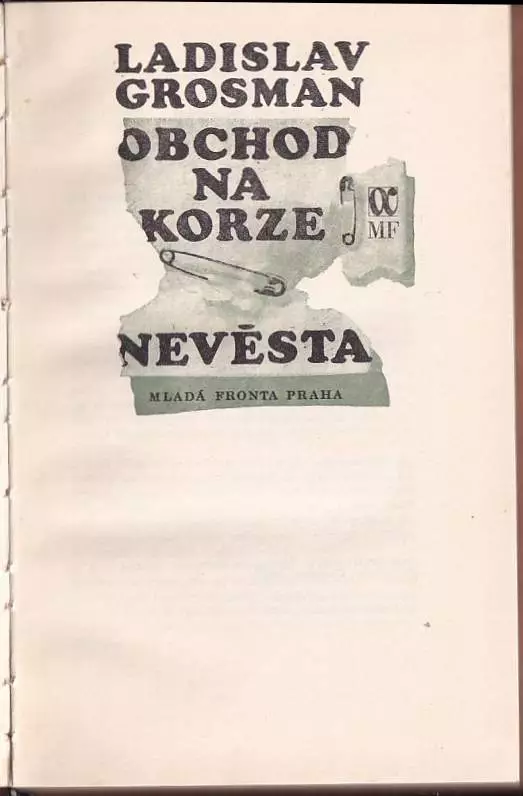 LADISLAV
GROSMAN
OBCHOD
NA
KORZE
MF
NEVĚSTA
MLADÁ FRONTA PRAHA